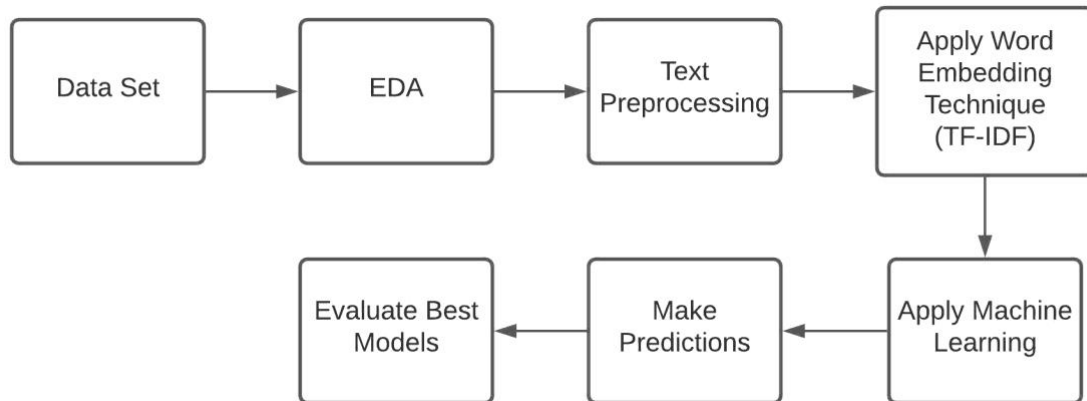 Data Set
EDA
Text
Preprocessing
Apply Word
Embedding
Technique
(TF-IDF)
Evaluate Best
Models
Make
Predictions
Apply Machine
Learning